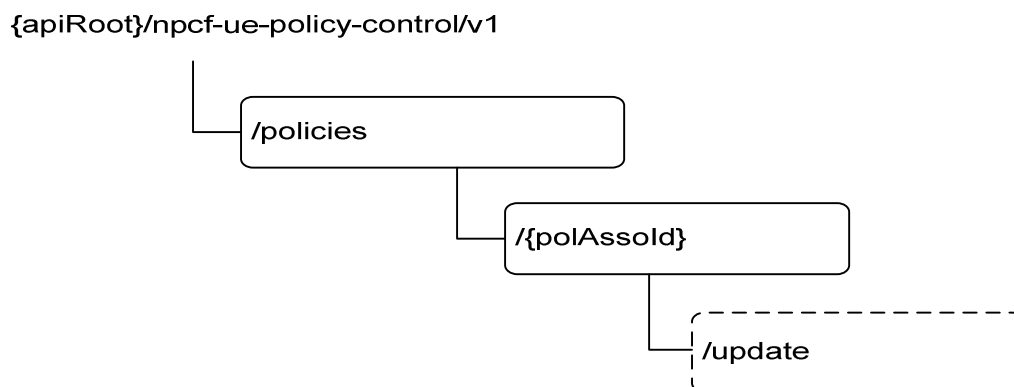 {apiRoot}/npcf-ue-policy-control/v1
/policies
/{polAssoId}
/update